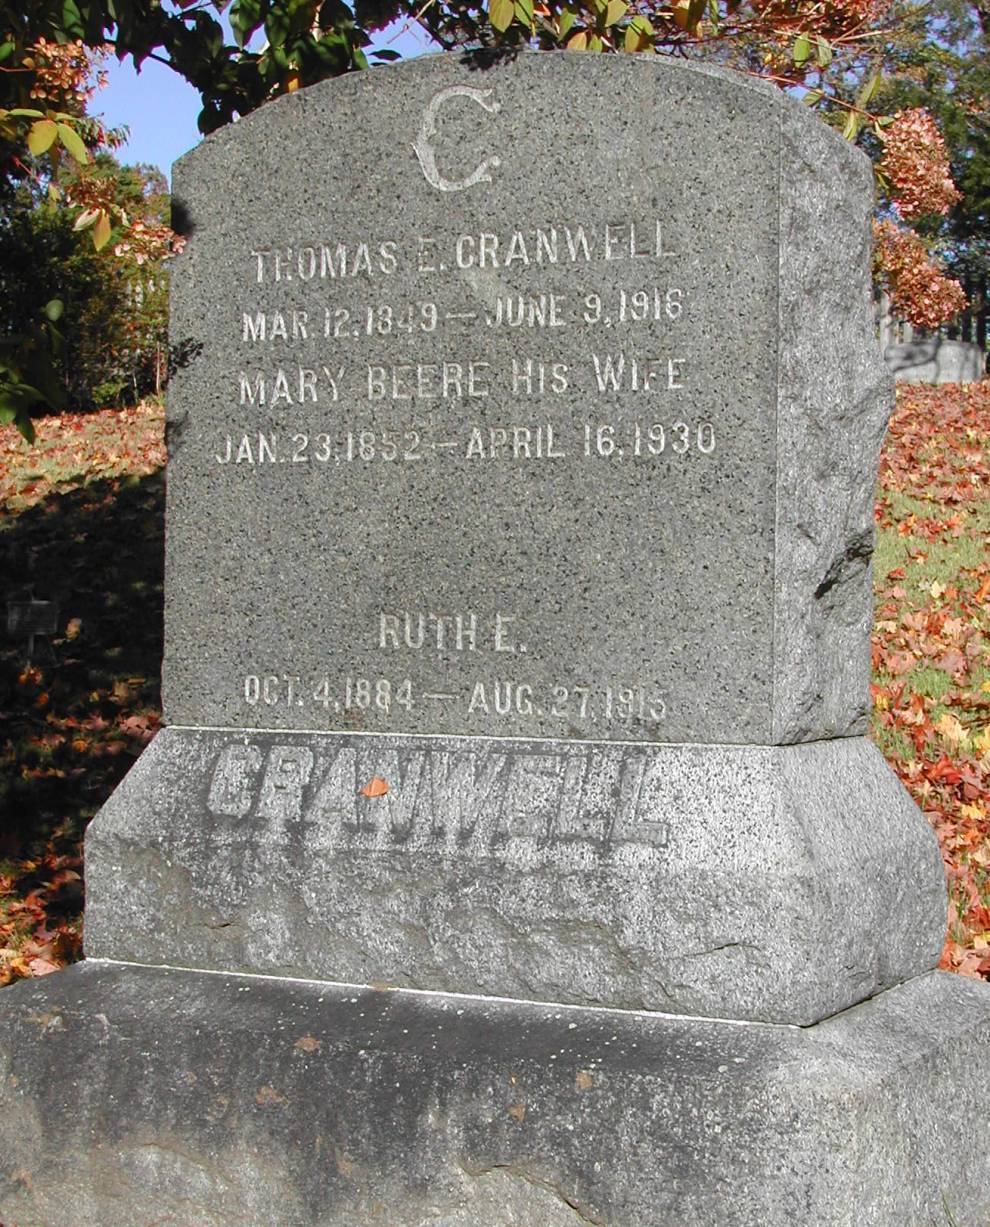 C
THOMAS E. CRANWELL
MAR. 12, 1849 — JUNE 9, 1916
MARY BEERE HIS WIFE
JAN. 23, 1852 — APRIL 16. 1930
RUTH E.
OCT. 4, 1884 — AUG. 27, 1915
CRANWELL